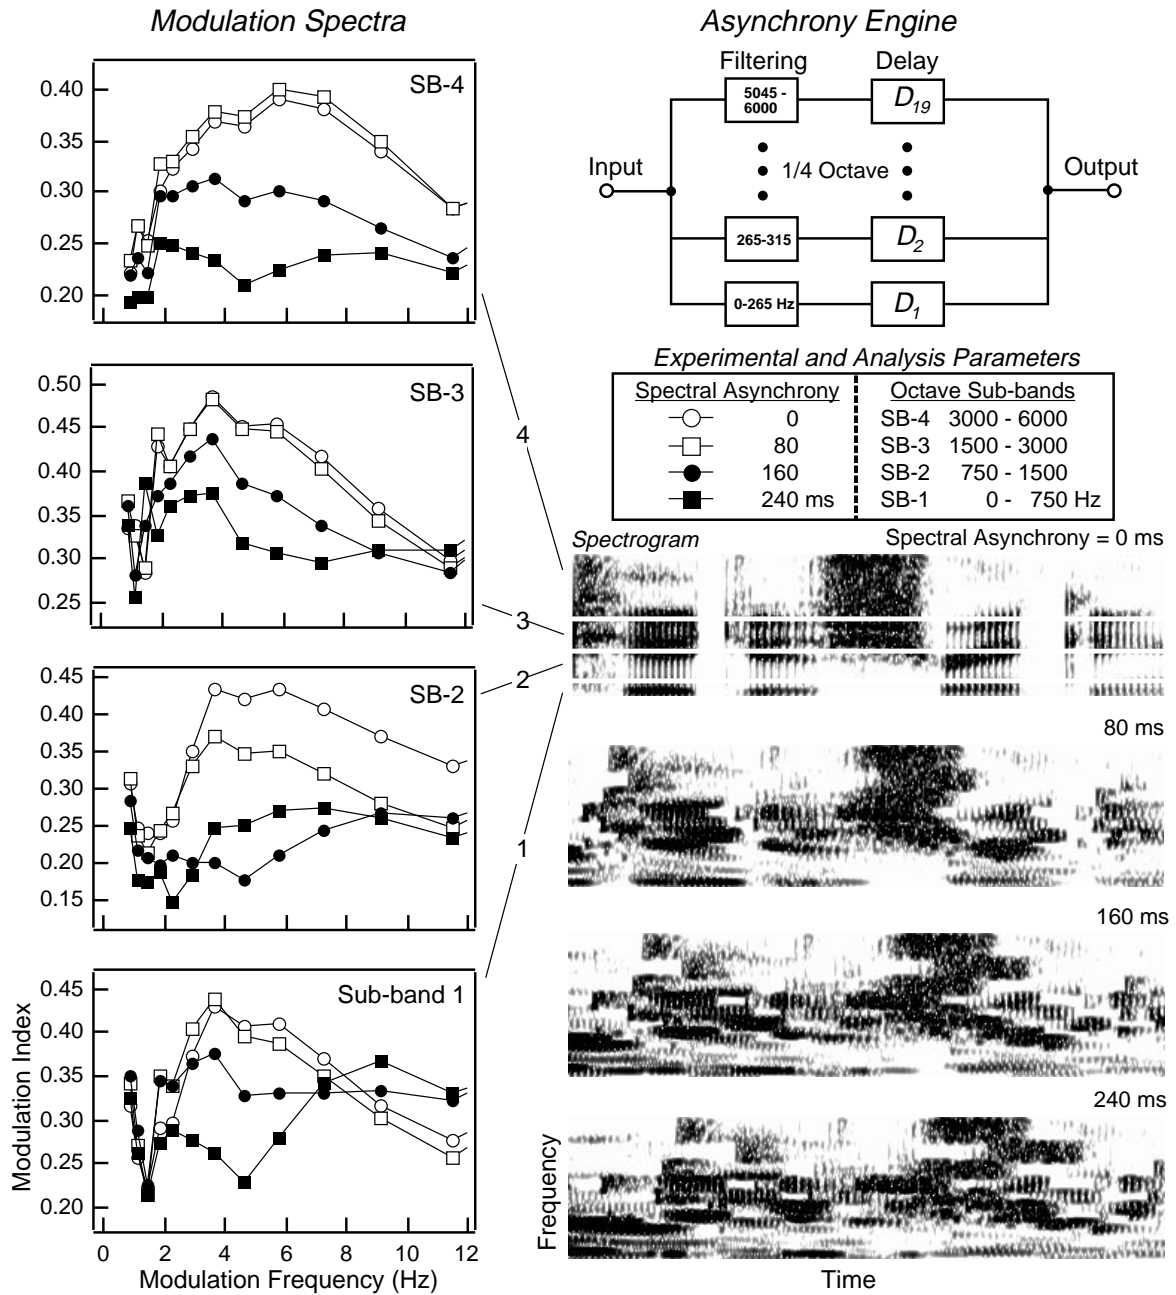 Modulation Spectra
SB-4
0.40
0.35
0.30
0.25
0.20
SB-3
0.50
0.45
0.40
0.35
0.30
0.25
SB-2
0.45
0.40
0.35
0.30
0.25
0.20
0.15
Sub-band 1
0.45
0.40
0.35
0.30
0.25
0.20
Modulation Index
0 2 4 6 8 10 12
Modulation Frequency (Hz)
4
3
2
1
Asynchrony Engine
Filtering Delay
5045 -
6000
D19
Input
1/4 Octave
Output
265-315
D2
0-265 Hz
D1
Experimental and Analysis Parameters
Spectral Asynchrony
0
80
160
240 ms
Octave Sub-bands
SB-4 3000 - 6000
SB-3 1500 - 3000
SB-2 750 - 1500
SB-1 0 - 750 Hz
Spectrogram
Spectral Asynchrony = 0 ms
80 ms
160 ms
240 ms
Frequency
Time